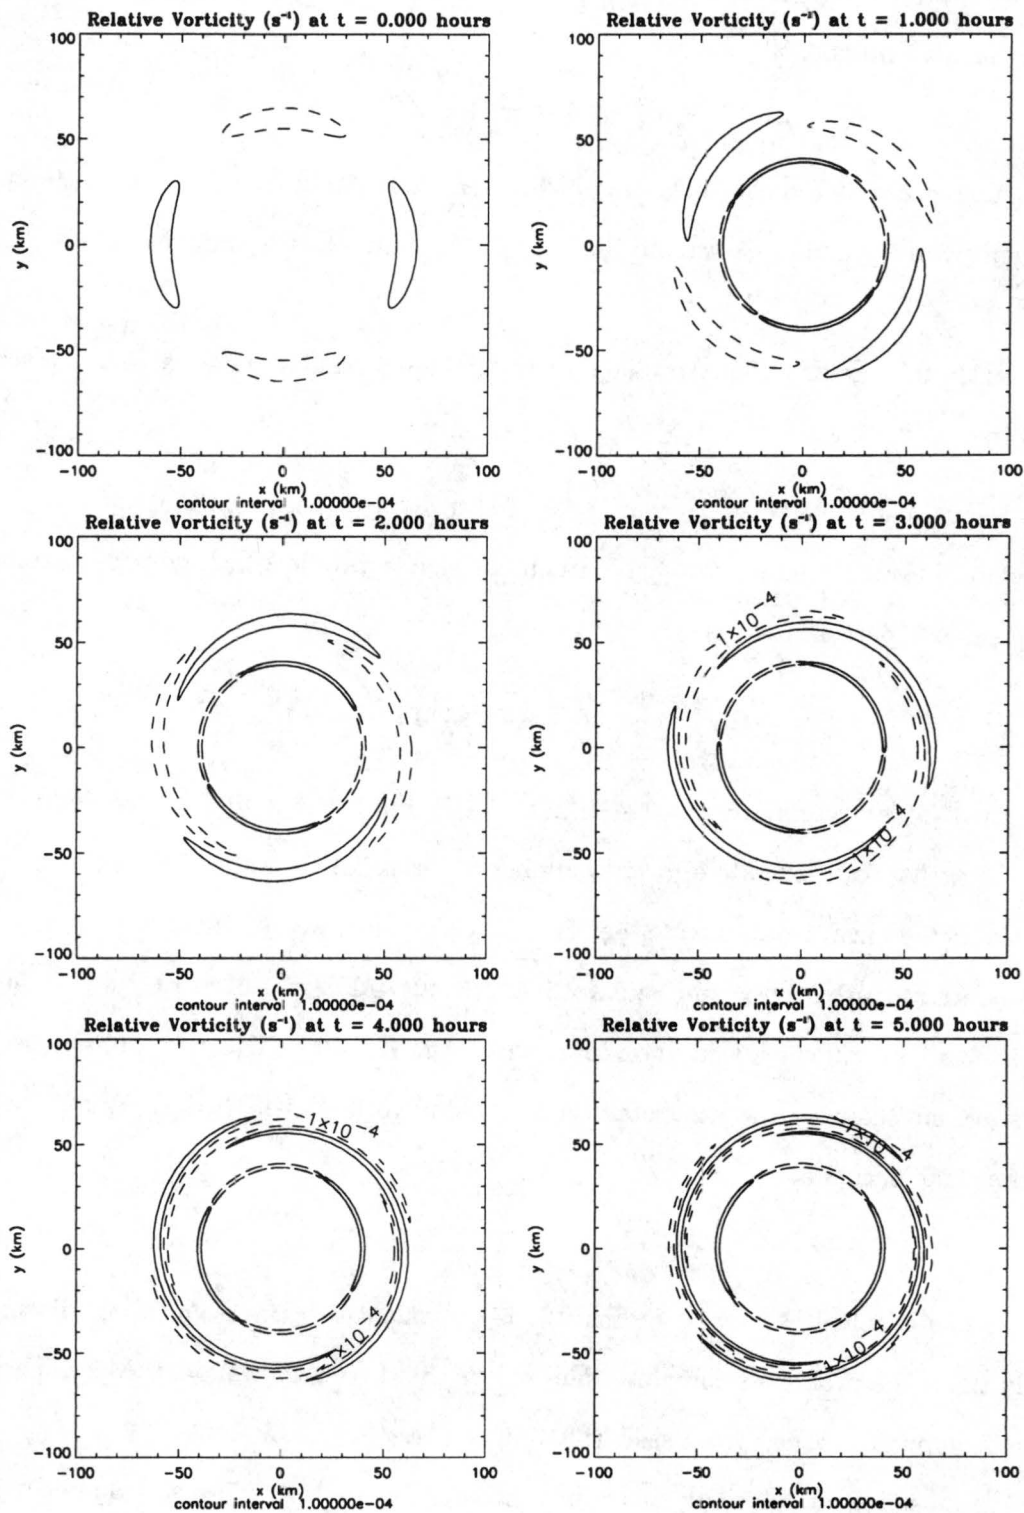 Relative Vorticity (s⁻¹) at t = 0.000 hours
100
50
0
−50
−100
y (km)
−100 −50 0 50 100
x (km)
contour interval 1.00000e−04
Relative Vorticity (s⁻¹) at t = 1.000 hours
100
50
0
−50
−100
y (km)
−100 −50 0 50 100
x (km)
contour interval 1.00000e−04
Relative Vorticity (s⁻¹) at t = 2.000 hours
100
50
0
−50
−100
y (km)
−100 −50 0 50 100
x (km)
contour interval 1.00000e−04
Relative Vorticity (s⁻¹) at t = 3.000 hours
100
50
0
−50
−100
y (km)
−1×10⁻⁴
−1×10⁻⁴
−100 −50 0 50 100
x (km)
contour interval 1.00000e−04
Relative Vorticity (s⁻¹) at t = 4.000 hours
100
50
0
−50
−100
y (km)
−1×10⁻⁴
−1×10⁻⁴
−100 −50 0 50 100
x (km)
contour interval 1.00000e−04
Relative Vorticity (s⁻¹) at t = 5.000 hours
100
50
0
−50
−100
y (km)
−1×10⁻⁴
−1×10⁻⁴
−100 −50 0 50 100
x (km)
contour interval 1.00000e−04